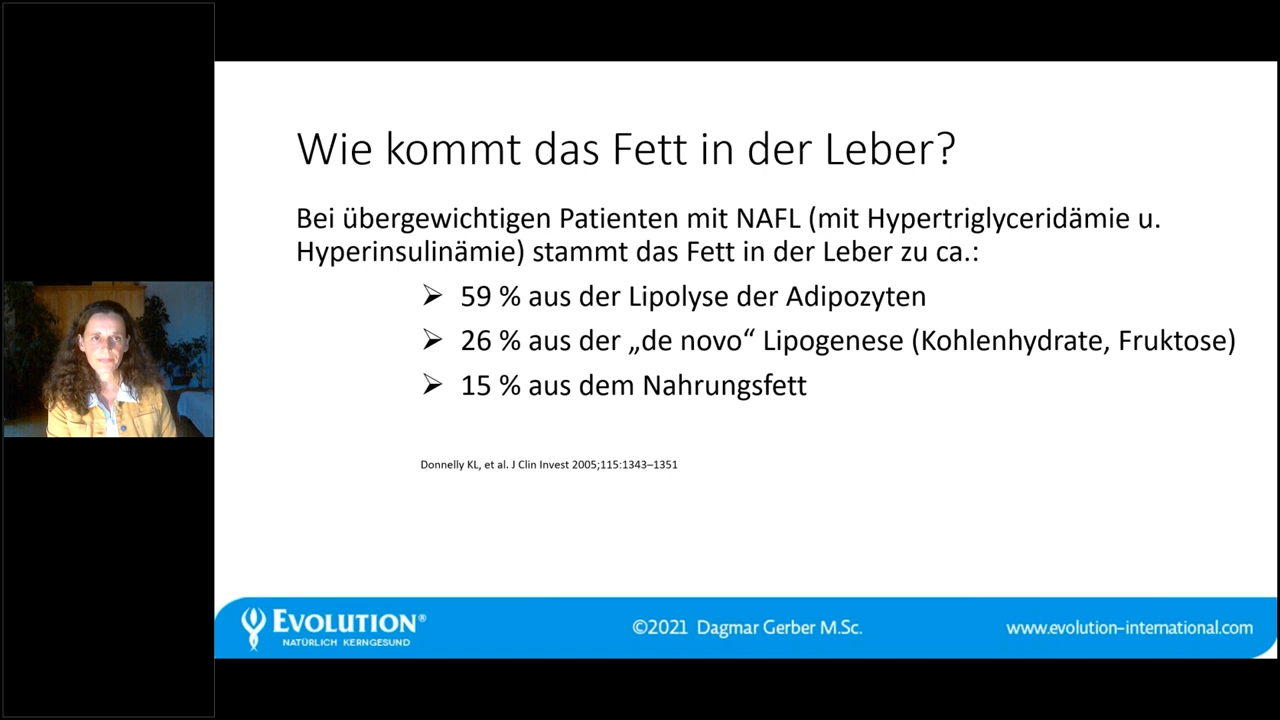 Wie kommt das Fett in der Leber?
Bei übergewichtigen Patienten mit NAFL (mit Hypertriglyceridämie u.
Hyperinsulinämie) stammt das Fett in der Leber zu ca.:
➢ 59 % aus der Lipolyse der Adipozyten
➢ 26 % aus der „de novo“ Lipogenese (Kohlenhydrate, Fruktose)
➢ 15 % aus dem Nahrungsfett
Donnelly KL, et al. J Clin Invest 2005;115:1343–1351
EVOLUTION®
NATÜRLICH KERNGESUND
©2021 Dagmar Gerber M.Sc.
www.evolution-international.com